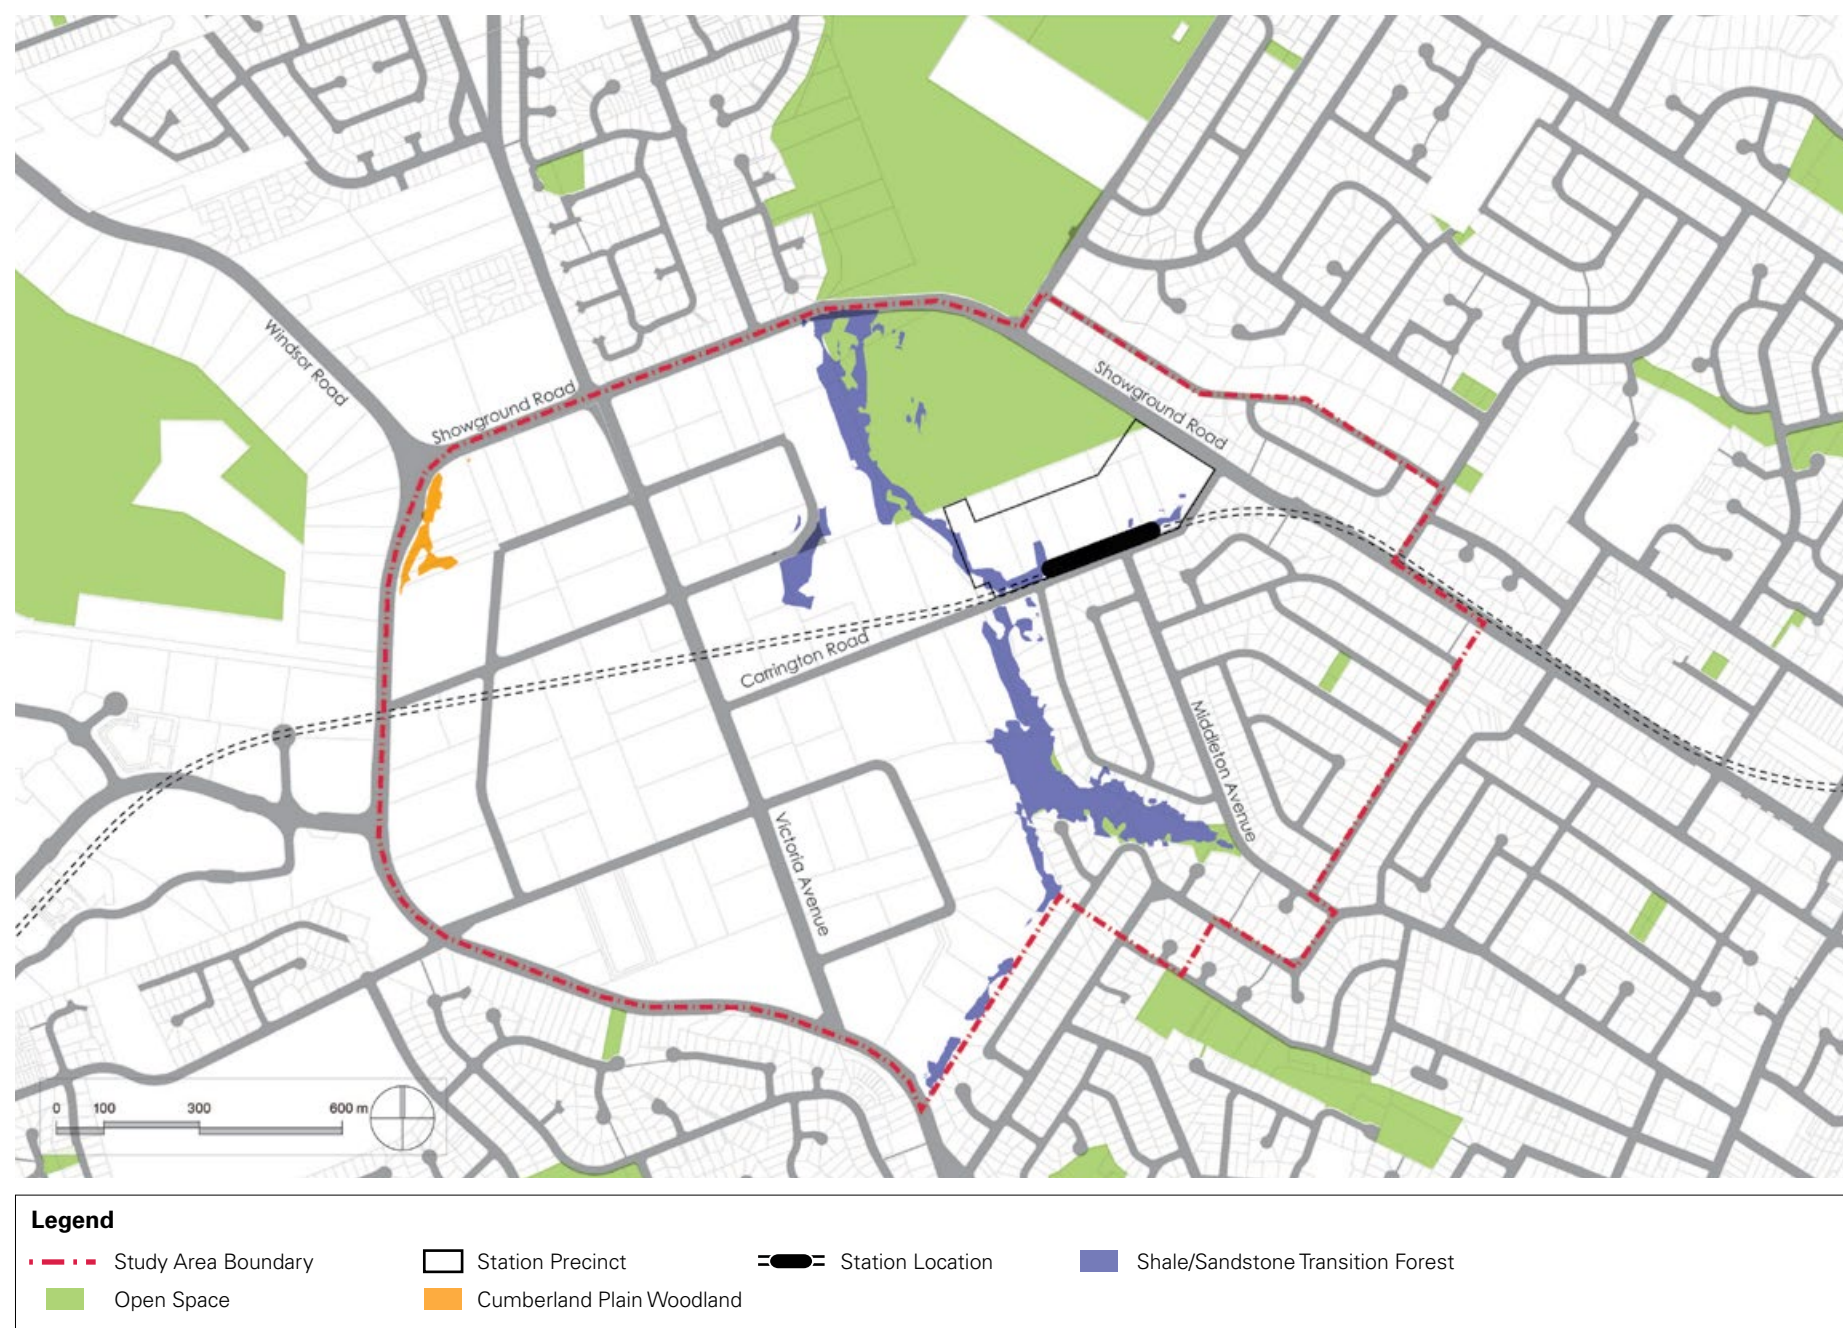 Windsor Road
Showground Road
Showground Road
Carrington Road
Middleton Avenue
Victoria Avenue
0 100 300 600 m
Legend
Study Area Boundary
Station Precinct
Station Location
Shale/Sandstone Transition Forest
Open Space
Cumberland Plain Woodland